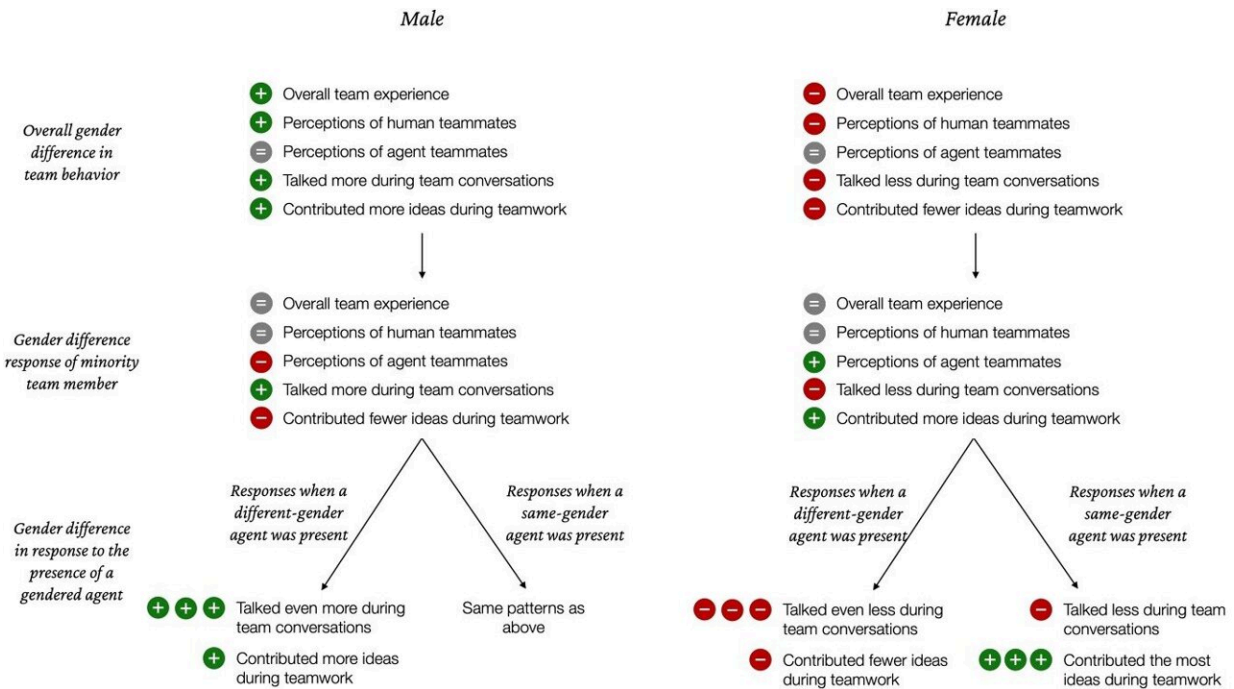 Male
Female
Overall gender
difference in
team behavior
+ Overall team experience
+ Perceptions of human teammates
= Perceptions of agent teammates
+ Talked more during team conversations
+ Contributed more ideas during teamwork
− Overall team experience
− Perceptions of human teammates
= Perceptions of agent teammates
− Talked less during team conversations
− Contributed fewer ideas during teamwork
Gender difference
response of minority
team member
= Overall team experience
= Perceptions of human teammates
− Perceptions of agent teammates
+ Talked more during team conversations
− Contributed fewer ideas during teamwork
= Overall team experience
= Perceptions of human teammates
+ Perceptions of agent teammates
− Talked less during team conversations
+ Contributed more ideas during teamwork
Gender difference
in response to the
presence of a
gendered agent
Responses when a
different-gender
agent was present
Responses when a
same-gender
agent was present
+ + + Talked even more during
team conversations
+ Contributed more ideas
during teamwork
Same patterns as
above
Responses when a
different-gender
agent was present
Responses when a
same-gender
agent was present
− − − Talked even less during
team conversations
− Contributed fewer ideas
during teamwork
− Talked less during team
conversations
+ + + Contributed the most
ideas during teamwork